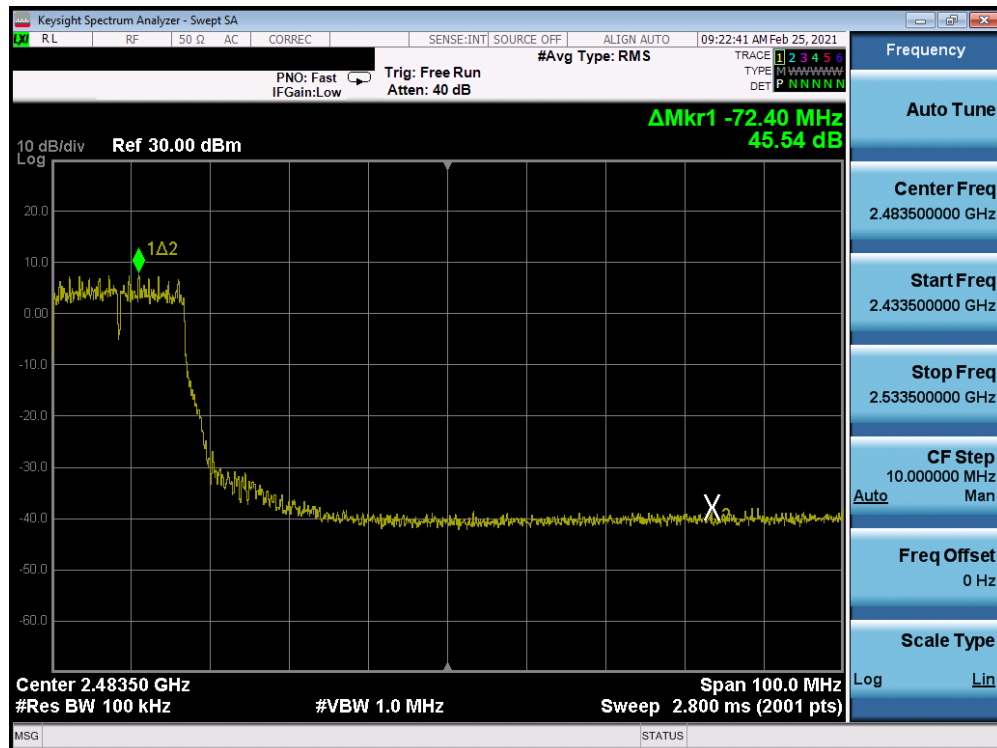 Keysight Spectrum Analyzer - Swept SA
LXI RL RF 50 Ω AC CORREC SENSE:INT SOURCE OFF ALIGN AUTO 09:22:41 AM Feb 25, 2021
#Avg Type: RMS
TRACE 1 2 3 4 5 6
TYPE M W W W W W
DET P N N N N N
PNO: Fast
IFGain:Low
Trig: Free Run
Atten: 40 dB
ΔMkr1 -72.40 MHz
45.54 dB
10 dB/div
Log
Ref 30.00 dBm
20.0
10.0
0.00
-10.0
-20.0
-30.0
-40.0
-50.0
-60.0
1Δ2
X2
Center 2.48350 GHz
Span 100.0 MHz
#Res BW 100 kHz
#VBW 1.0 MHz
Sweep 2.800 ms (2001 pts)
MSG
STATUS
Frequency
Auto Tune
Center Freq
2.483500000 GHz
Start Freq
2.433500000 GHz
Stop Freq
2.533500000 GHz
CF Step
10.000000 MHz
Auto Man
Freq Offset
0 Hz
Scale Type
Log Lin